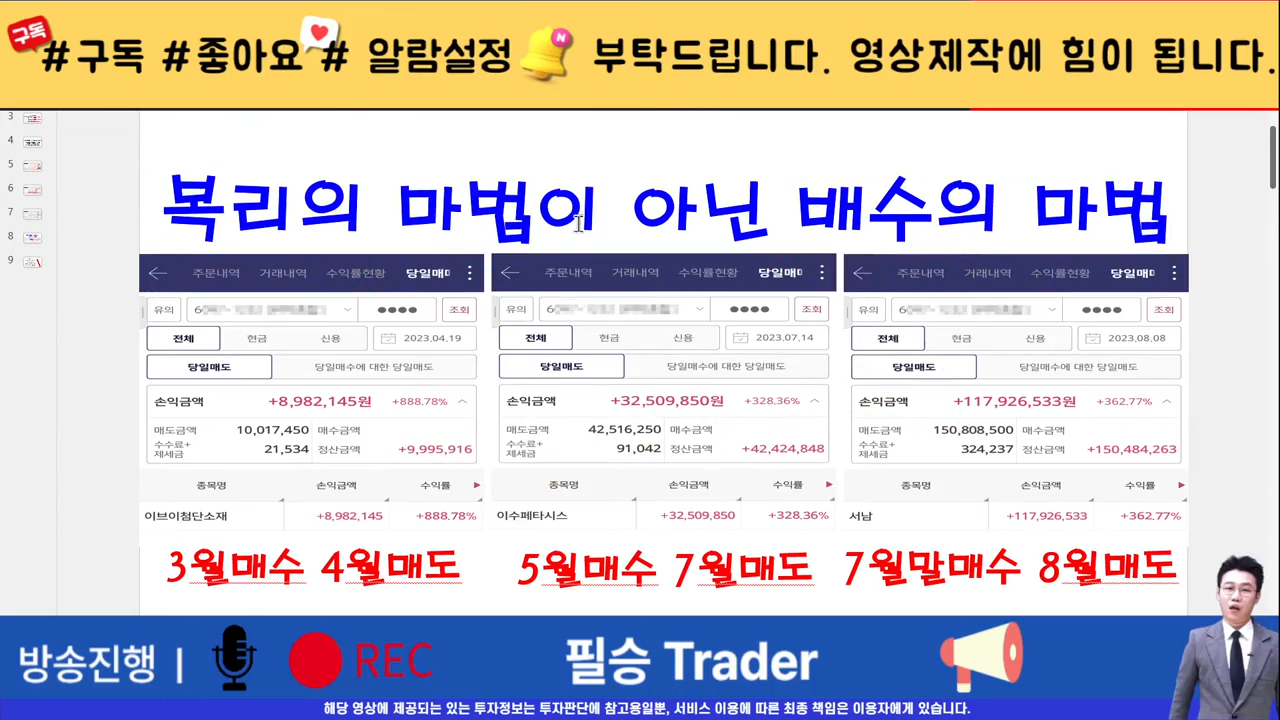 구독
#구독 #좋아요 # 알람설정 N 부탁드립니다. 영상제작에 힘이 됩니다.
3
4
5
6
7
8
9
복리의 마법이 아닌 배수의 마법
주문내역 거래내역 수익률현황 당일매
유의 6 조회
전체 현금 신용 2023.04.19
당일매도 당일매수에 대한 당일매도
손익금액 +8,982,145원 +888.78%
매도금액 10,017,450 매수금액
수수료+
제세금 21,534 정산금액 +9,995,916
종목명 손익금액 수익률
이브이첨단소재 +8,982,145 +888.78%
3월매수 4월매도
주문내역 거래내역 수익률현황 당일매
유의 6 조회
전체 현금 신용 2023.07.14
당일매도 당일매수에 대한 당일매도
손익금액 +32,509,850원 +328.36%
매도금액 42,516,250 매수금액
수수료+
제세금 91,042 정산금액 +42,424,848
종목명 손익금액 수익률
이수페타시스 +32,509,850 +328.36%
5월매수 7월매도
주문내역 거래내역 수익률현황 당일매
유의 6 조회
전체 현금 신용 2023.08.08
당일매도 당일매수에 대한 당일매도
손익금액 +117,926,533원 +362.77%
매도금액 150,808,500 매수금액
수수료+
제세금 324,237 정산금액 +150,484,263
종목명 손익금액 수익률
서남 +117,926,533 +362.77%
7월말매수 8월매도
방송진행 | REC 필승 Trader
해당 영상에 제공되는 있는 투자정보는 투자판단에 참고용일뿐, 서비스 이용에 따른 최종 책임은 이용자에게 있습니다.